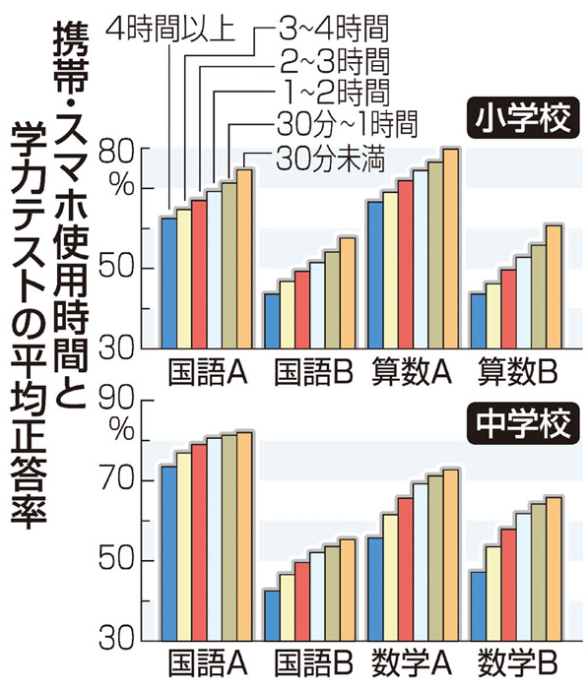 携帯・スマホ使用時間と
学力テストの平均正答率
4時間以上
3~4時間
2~3時間
1~2時間
30分~1時間
30分未満
小学校
80
%
50
30
国語A
国語B
算数A
算数B
中学校
90
%
70
50
30
国語A
国語B
数学A
数学B